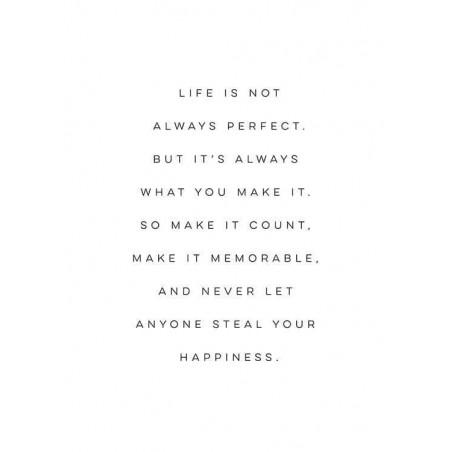 LIFE IS NOT
ALWAYS PERFECT.
BUT IT'S ALWAYS
WHAT YOU MAKE IT.
SO MAKE IT COUNT,
MAKE IT MEMORABLE,
AND NEVER LET
ANYONE STEAL YOUR
HAPPINESS.